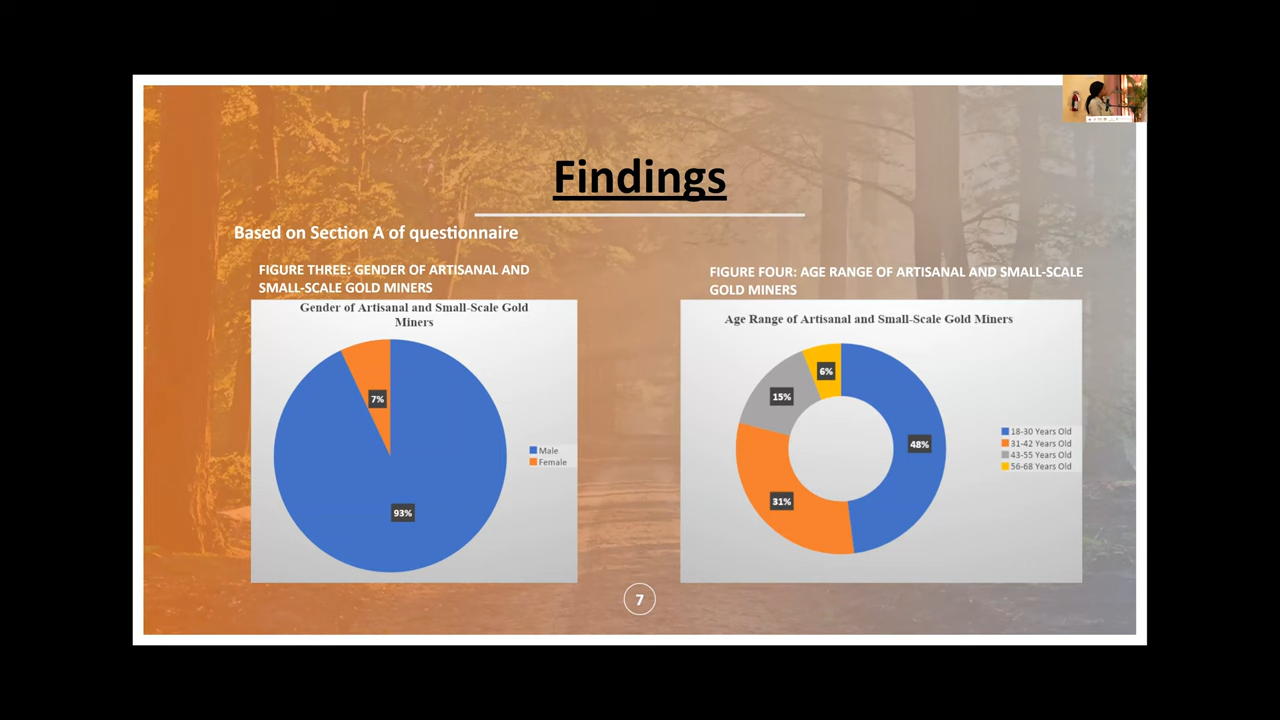 Findings
Based on Section A of questionnaire
FIGURE THREE: GENDER OF ARTISANAL AND
SMALL-SCALE GOLD MINERS
Gender of Artisanal and Small-Scale Gold
Miners
7%
93%
Male
Female
FIGURE FOUR: AGE RANGE OF ARTISANAL AND SMALL-SCALE
GOLD MINERS
Age Range of Artisanal and Small-Scale Gold Miners
6%
15%
48%
31%
18-30 Years Old
31-42 Years Old
43-55 Years Old
56-68 Years Old
7